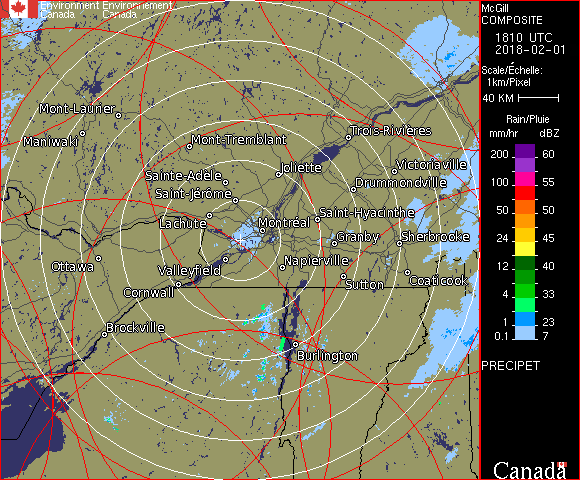 Environment Environnement
Canada Canada
McGill
COMPOSITE
1810 UTC
2018-02-01
Scale/Échelle:
1km/Pixel
40 KM
Rain/Pluie
mm/hr dBZ
200 60
55
100 55
50 50
24 45
12 40
4 33
1 23
0.1 7
PRECIPET
Canada
Mont-Laurier
Maniwaki
Mont-Tremblant
Trois-Rivières
Joliette
Victoriaville
Sainte-Adèle
Drummondville
Saint-Jérôme
Lachute
Saint-Hyacinthe
Montréal
Granby
Sherbrooke
Ottawa
Valleyfield
Napierville
Cornwall
Sutton
Coaticook
Brockville
Burlington